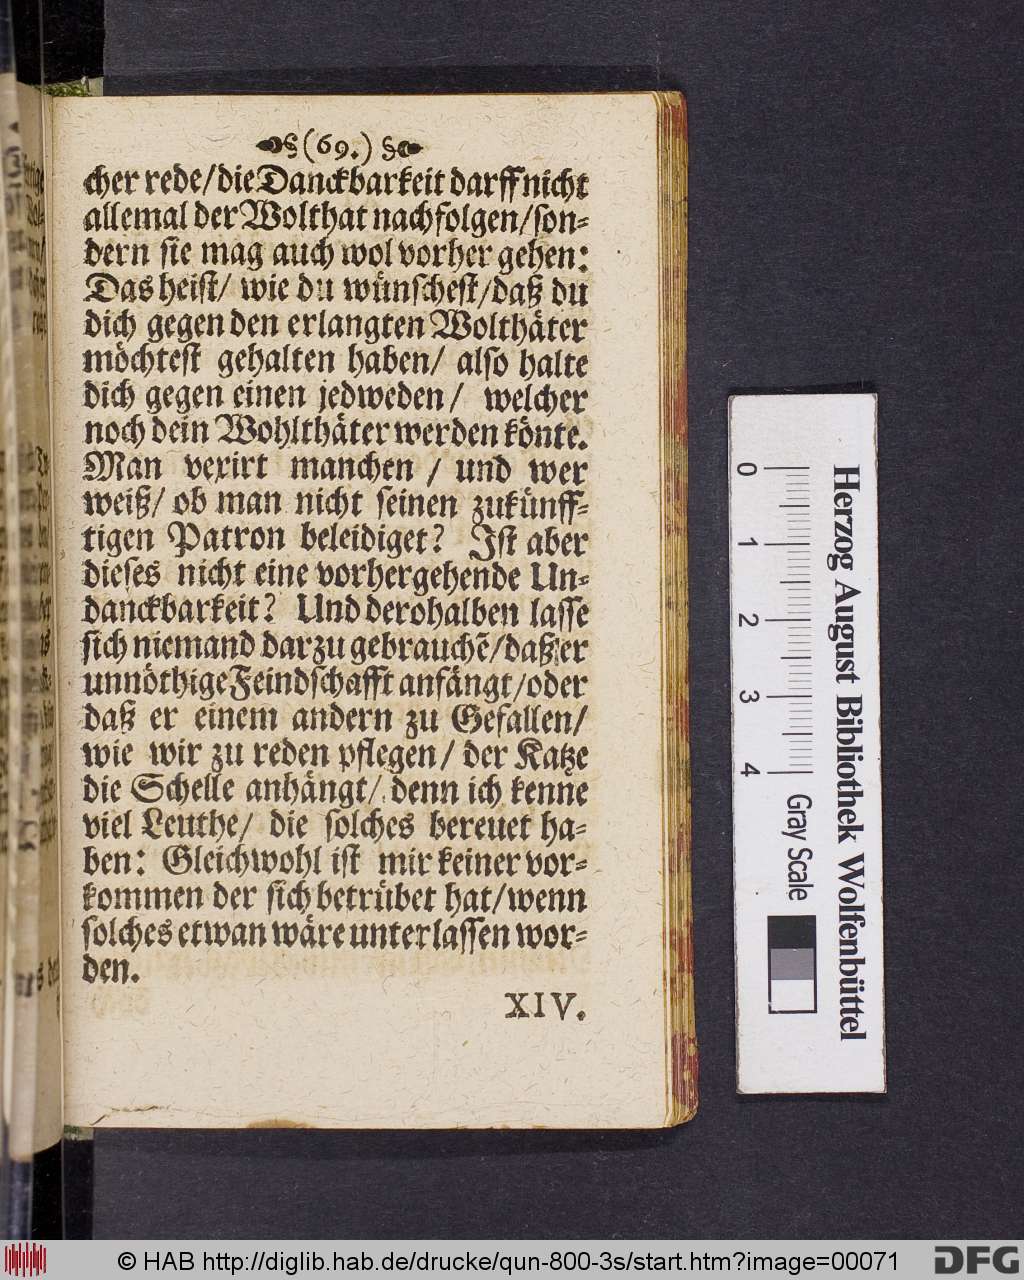 §(69.)§
cher rede/die Danckbarkeit darff nicht
allemal der Wolthat nachfolgen/son-
dern sie mag auch wol vorher gehen:
Das heist/ wie du wünschest/daß du
dich gegen den erlangten Wolthäter
möchtest gehalten haben/ also halte
dich gegen einen jedweden/ welcher
noch dein Wohlthäter werden könte.
Man vexirt manchen / und wer
weiß/ ob man nicht seinen zukünff-
tigen Patron beleidiget? Ist aber
dieses nicht eine vorhergehende Un-
danckbarkeit? Und derohalben lasse
sich niemand darzu gebrauchẽ/daß er
unnöthige Feindschafft anfängt/oder
daß er einem andern zu Gefallen/
wie wir zu reden pflegen/ der Katze
die Schelle anhängt/ denn ich kenne
viel Leuthe/ die solches bereuet ha-
ben: Gleichwohl ist mir keiner vor-
kommen der sich betrübet hat/wenn
solches etwan wäre unterlassen wor-
den.
XIV.
Herzog August Bibliothek Wolfenbüttel
0 1 2 3 4 Gray Scale
© HAB http://diglib.hab.de/drucke/qun-800-3s/start.htm?image=00071
DFG